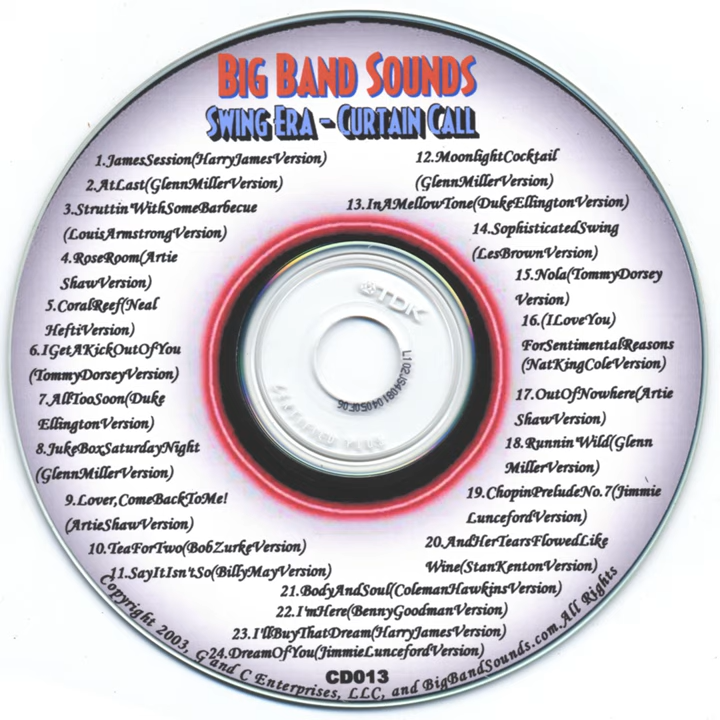 BIG BAND SOUNDS
SWING ERA - CURTAIN CALL
1.JamesSession(HarryJamesVersion)
2.AtLast(GlennMillerVersion)
3.Struttin'WithSomeBarbecue
(LouisArmstrongVersion)
4.RoseRoom(Artie
ShawVersion)
5.CoralReef(Neal
HeftiVersion)
6.IGetAKickOutOfYou
(TommyDorseyVersion)
7.AllTooSoon(Duke
EllingtonVersion)
8.JukeBoxSaturdayNight
(GlennMillerVersion)
9.Lover,ComeBackToMe!
(ArtieShawVersion)
10.TeaForTwo(BobZurkeVersion)
11.SayItIsn'tSo(BillyMayVersion)
12.MoonlightCocktail
(GlennMillerVersion)
13.InAMellowTone(DukeEllingtonVersion)
14.SophisticatedSwing
(LesBrownVersion)
15.Nola(TommyDorsey
Version)
16.(ILoveYou)
ForSentimentalReasons
(NatKingColeVersion)
17.OutOfNowhere(Artie
ShawVersion)
18.Runnin'Wild(Glenn
MillerVersion)
19.ChopinPreludeNo.7(Jimmie
LuncefordVersion)
20.AndHerTearsFlowedLike
Wine(StanKentonVersion)
21.BodyAndSoul(ColemanHawkinsVersion)
22.I'mHere(BennyGoodmanVersion)
23.I'llBuyThatDream(HarryJamesVersion)
24.DreamOfYou(JimmieLuncefordVersion)
CD013
Copyright 2003, G and C Enterprises, LLC, and BigBandSounds.com.All Rights
TDK